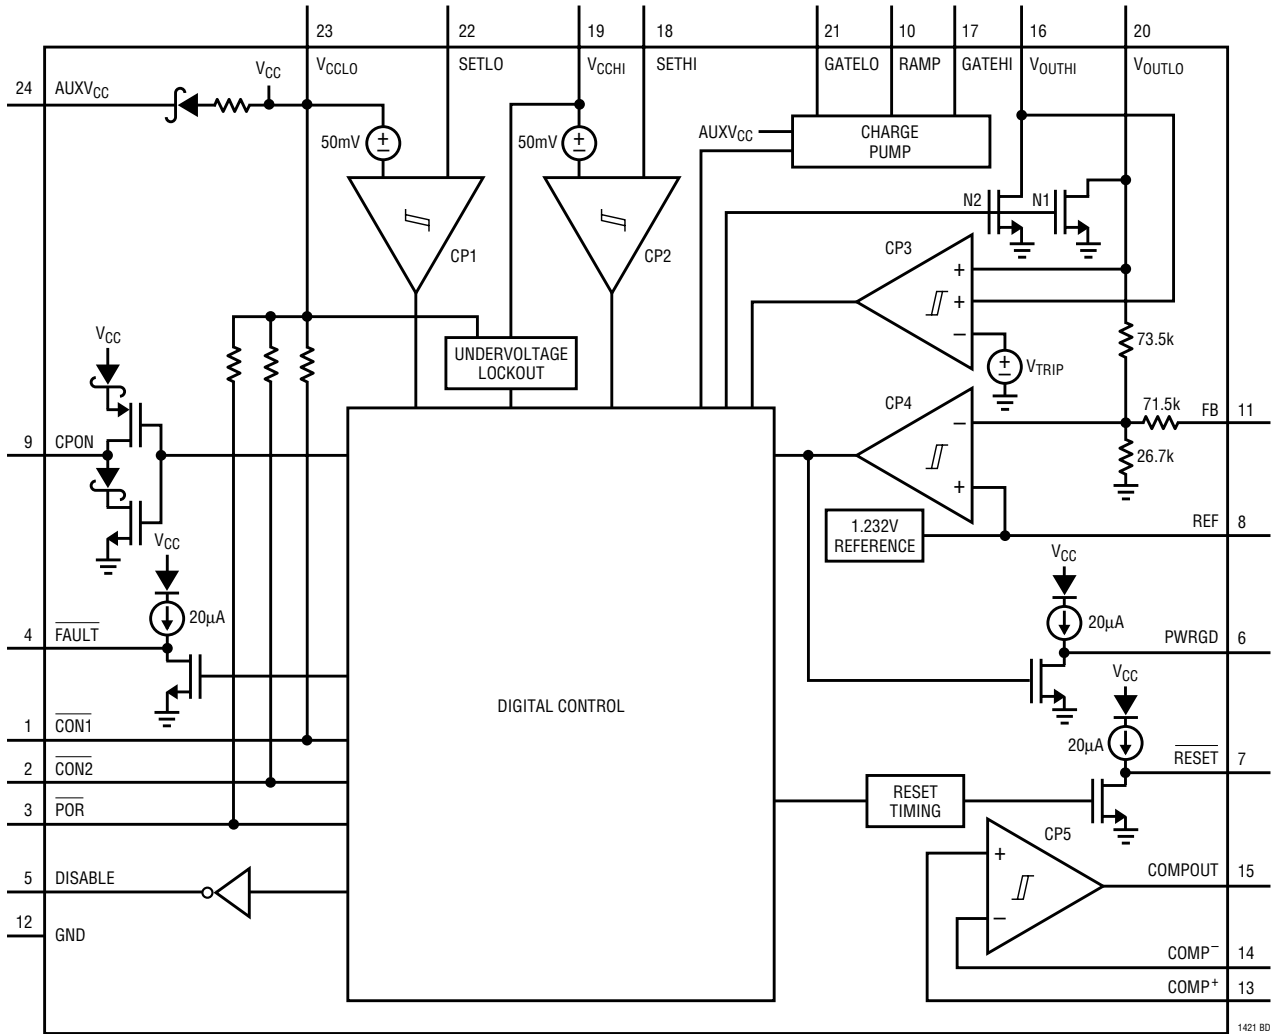 23 22 19 18 21 10 17 16 20
24 AUXVCC VCC VCCLO SETLO VCCHI SETHI GATELO RAMP GATEHI VOUTHI VOUTLO
50mV + − 50mV + − AUXVCC CHARGE
PUMP
N2 N1
CP1 CP2 CP3
+
+
−
VCC UNDERVOLTAGE
LOCKOUT
+ − VTRIP
73.5k
CP4
−
+
71.5k FB 11
26.7k
9 CPON
1.232V
REFERENCE
REF 8
VCC
20µA
VCC
20µA
4 FAULT
PWRGD 6
VCC
20µA
DIGITAL CONTROL
1 CON1
2 CON2
3 POR
RESET 7
RESET
TIMING
CP5
+
−
5 DISABLE
COMPOUT 15
12 GND
COMP− 14
COMP+ 13
1421 BD